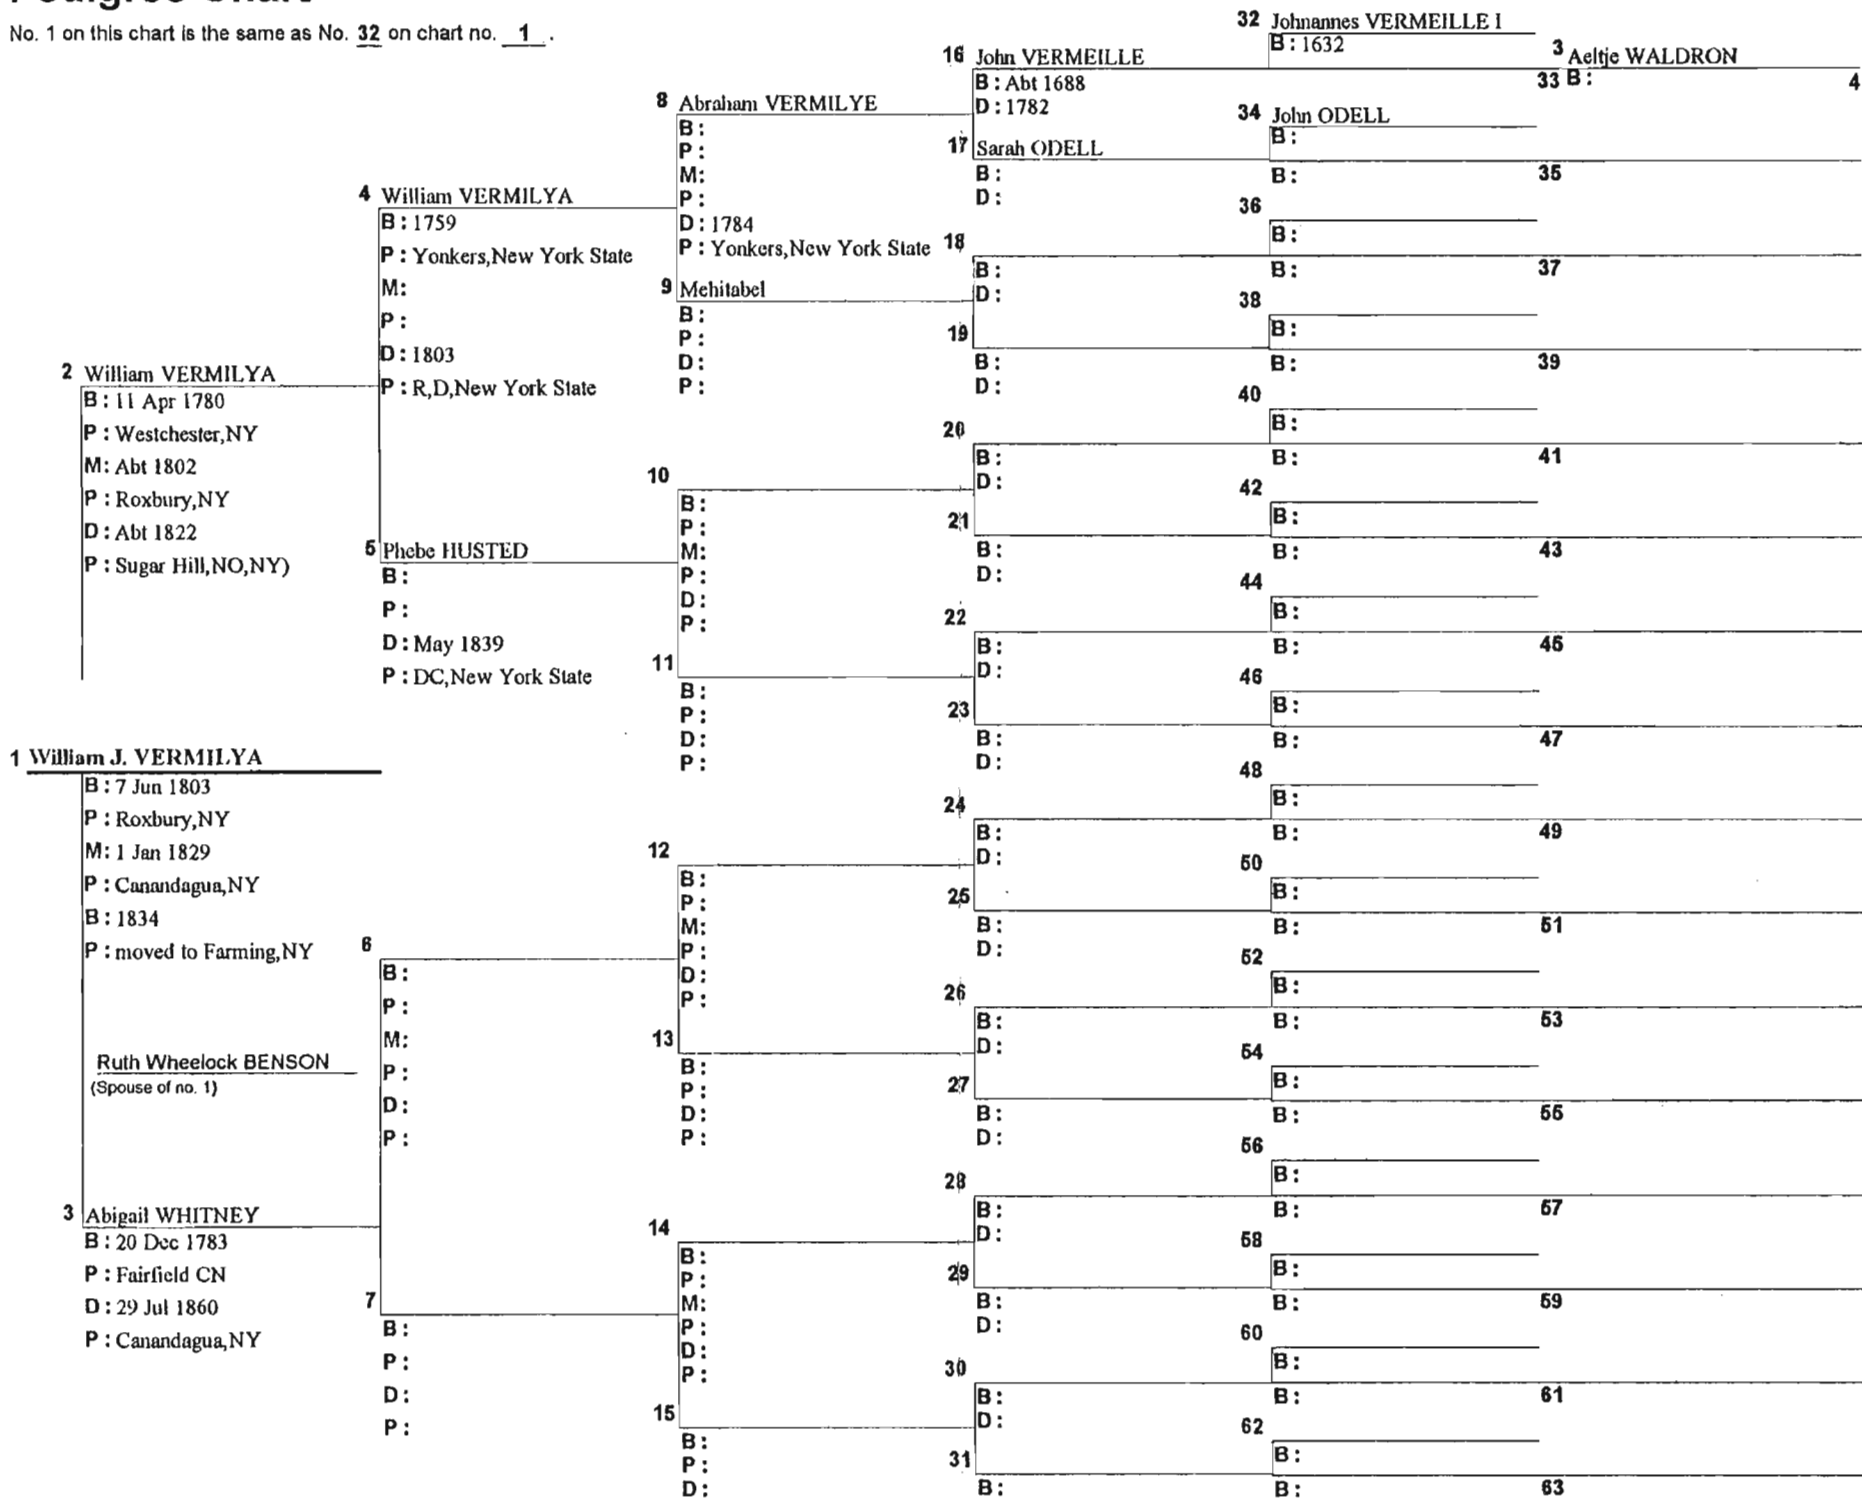 No. 1 on this chart is the same as No. 32 on chart no. 1 .
1 William J. VERMILYA
B : 7 Jun 1803
P : Roxbury,NY
M: 1 Jan 1829
P : Canandagua,NY
B : 1834
P : moved to Farming,NY
Ruth Wheelock BENSON
(Spouse of no. 1)
2 William VERMILYA
B : 11 Apr 1780
P : Westchester,NY
M: Abt 1802
P : Roxbury,NY
D : Abt 1822
P : Sugar Hill,NO,NY)
3 Abigail WHITNEY
B : 20 Dec 1783
P : Fairfield CN
D : 29 Jul 1860
P : Canandagua,NY
4 William VERMILYA
B : 1759
P : Yonkers,New York State
M:
P :
D : 1803
P : R,D,New York State
5 Phebe HUSTED
B :
P :
D : May 1839
P : DC,New York State
6
B :
P :
M:
P :
D :
P :
7
B :
P :
D :
P :
8 Abraham VERMILYE
B :
P :
M:
P :
D : 1784
P : Yonkers,New York State
9 Mehitabel
B :
P :
D :
P :
10
B :
P :
M:
P :
D :
P :
11
B :
P :
D :
P :
12
B :
P :
M:
P :
D :
P :
13
B :
P :
D :
P :
14
B :
P :
M:
P :
D :
P :
15
B :
P :
D :
16 John VERMEILLE
B : Abt 1688
D : 1782
17 Sarah ODELL
B :
D :
18
B :
D :
19
B :
D :
20
B :
D :
21
B :
D :
22
B :
D :
23
B :
D :
24
B :
D :
25
B :
D :
26
B :
D :
27
B :
D :
28
B :
D :
29
B :
D :
30
B :
D :
31
B :
32 Johnannes VERMEILLE I
B : 1632
3 Aeltje WALDRON
33 B : 4
34 John ODELL
B :
B : 35
36
B :
B : 37
38
B :
B : 39
40
B :
B : 41
42
B :
B : 43
44
B :
B : 45
46
B :
B : 47
48
B :
B : 49
50
B :
B : 51
52
B :
B : 53
54
B :
B : 55
56
B :
B : 57
58
B :
B : 59
60
B :
B : 61
62
B :
B : 63